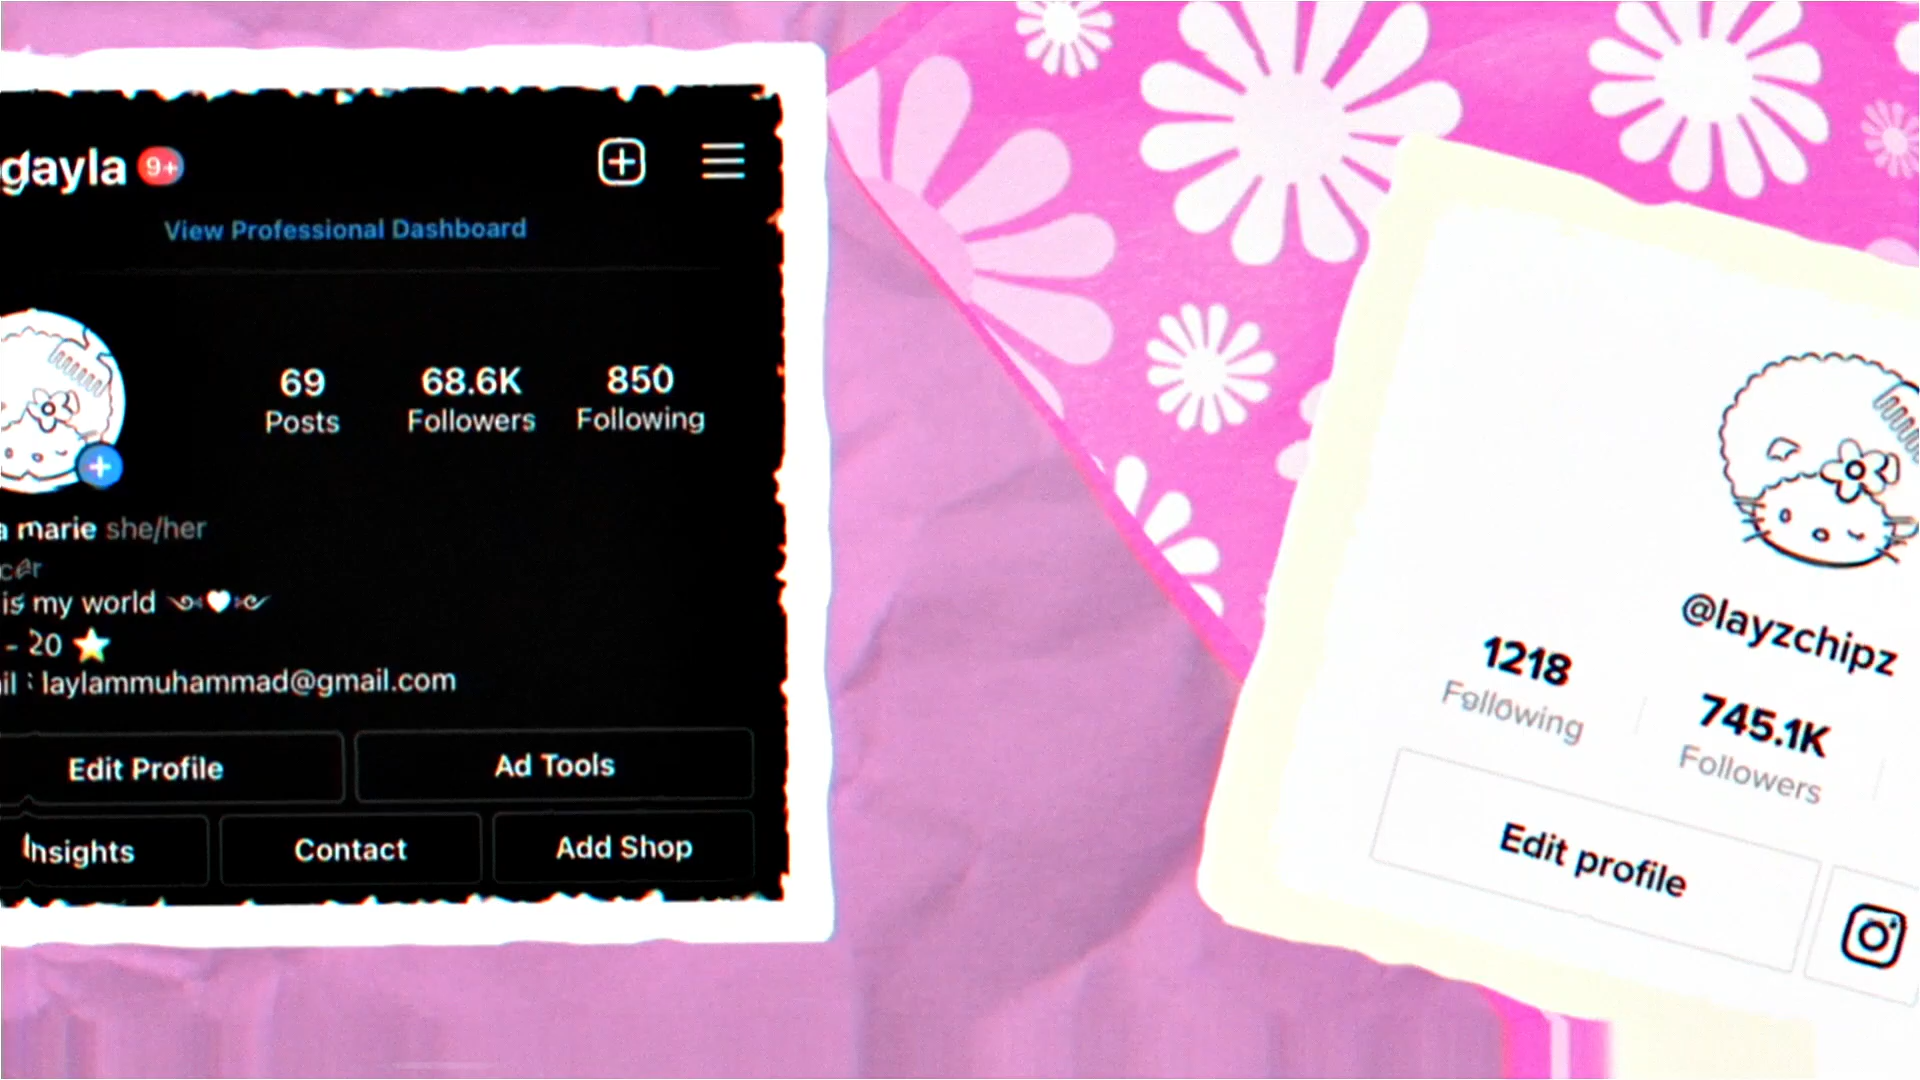 gayla 9+
View Professional Dashboard
69 68.6K 850
Posts Followers Following
marie she/her
is my world
- 20
laylammuhammad@gmail.com
Edit Profile Ad Tools
Insights Contact Add Shop
@layzchipz
1218
Following
745.1K
Followers
Edit profile